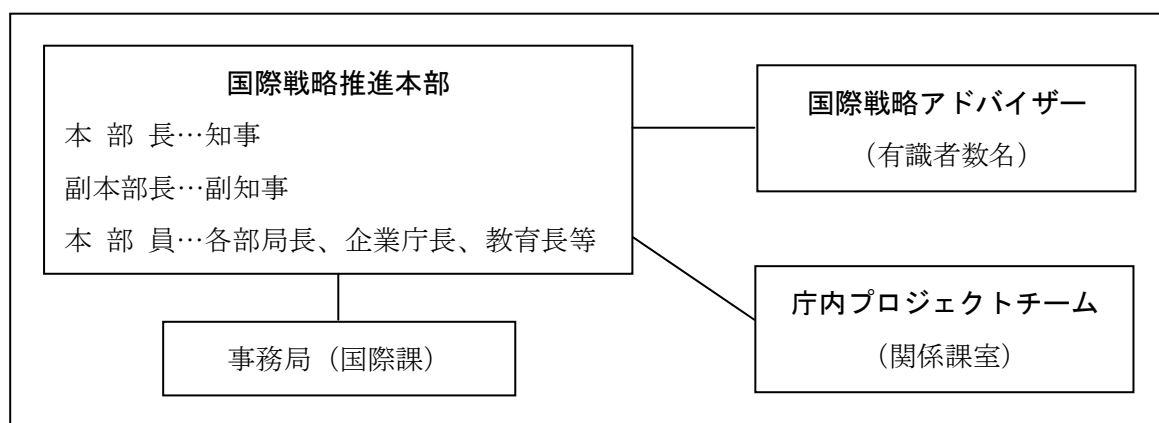 国際戦略推進本部
本 部 長…知事
副本部長…副知事
本 部 員…各部局長、企業庁長、教育長等
国際戦略アドバイザー
（有識者数名）
庁内プロジェクトチーム
（関係課室）
事務局（国際課）